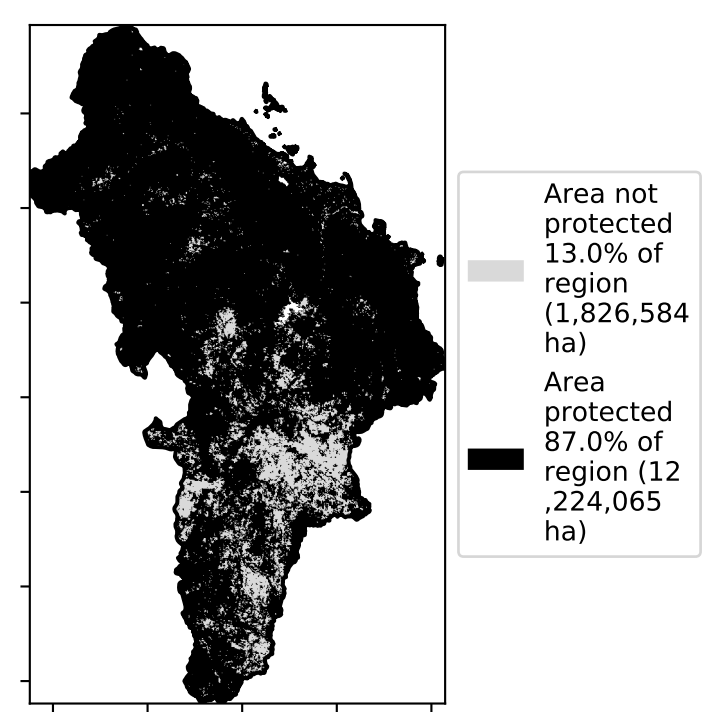 Area not
protected
13.0% of
region
(1,826,584
ha)
Area
protected
87.0% of
region (12
,224,065
ha)